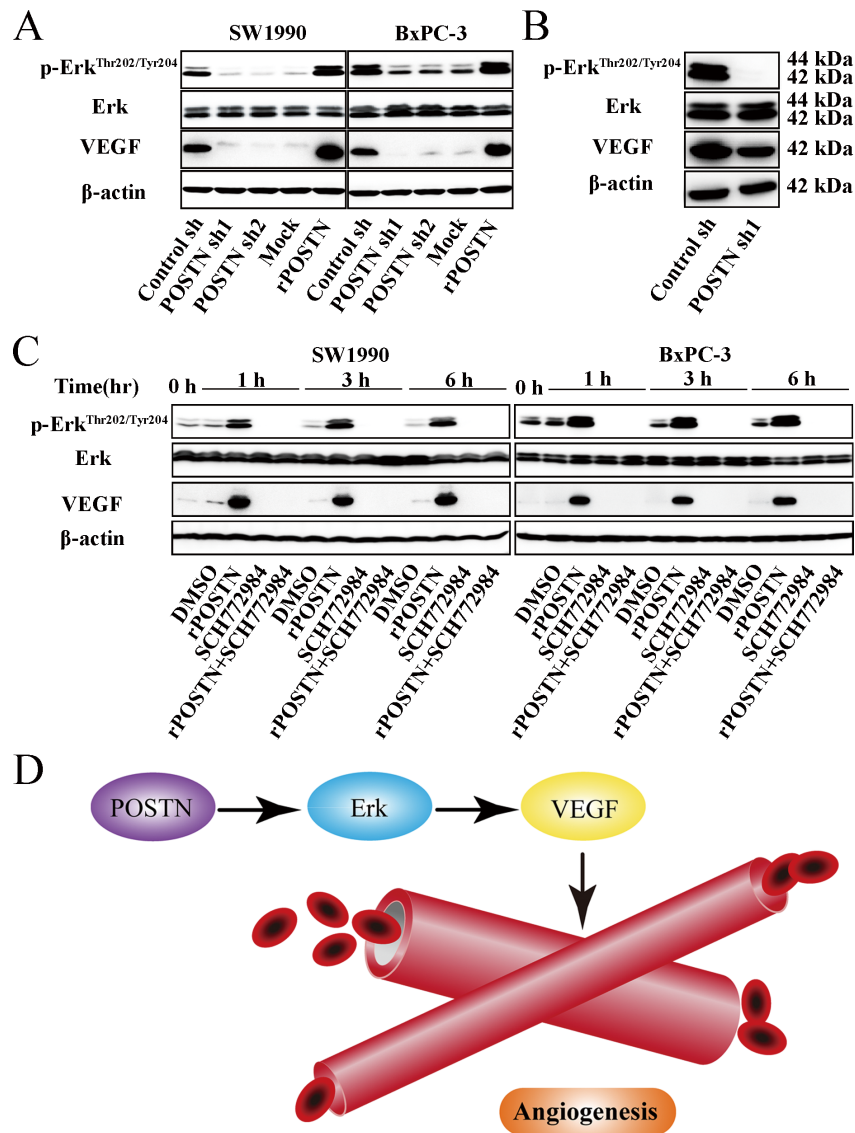 A
SW1990 BxPC-3
p-Erk^Thr202/Tyr204
Erk
VEGF
β-actin
Control sh
POSTN sh1
POSTN sh2
Mock
rPOSTN
Control sh
POSTN sh1
POSTN sh2
Mock
rPOSTN
B
p-Erk^Thr202/Tyr204 44 kDa
42 kDa
Erk 44 kDa
42 kDa
VEGF 42 kDa
β-actin 42 kDa
Control sh
POSTN sh1
C
SW1990 BxPC-3
Time(hr) 0 h 1 h 3 h 6 h 0 h 1 h 3 h 6 h
p-Erk^Thr202/Tyr204
Erk
VEGF
β-actin
DMSO
rPOSTN
SCH772984
rPOSTN+SCH772984
DMSO
rPOSTN
SCH772984
rPOSTN+SCH772984
DMSO
rPOSTN
SCH772984
rPOSTN+SCH772984
DMSO
rPOSTN
SCH772984
rPOSTN+SCH772984
DMSO
rPOSTN
SCH772984
rPOSTN+SCH772984
DMSO
rPOSTN
SCH772984
rPOSTN+SCH772984
D
POSTN Erk VEGF
Angiogenesis